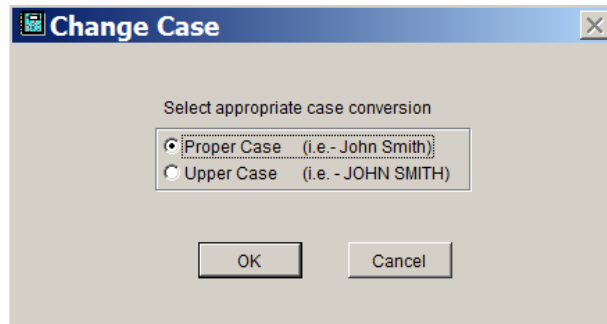 Change Case
Select appropriate case conversion
Proper Case (i.e.- John Smith)
Upper Case (i.e. - JOHN SMITH)
OK Cancel